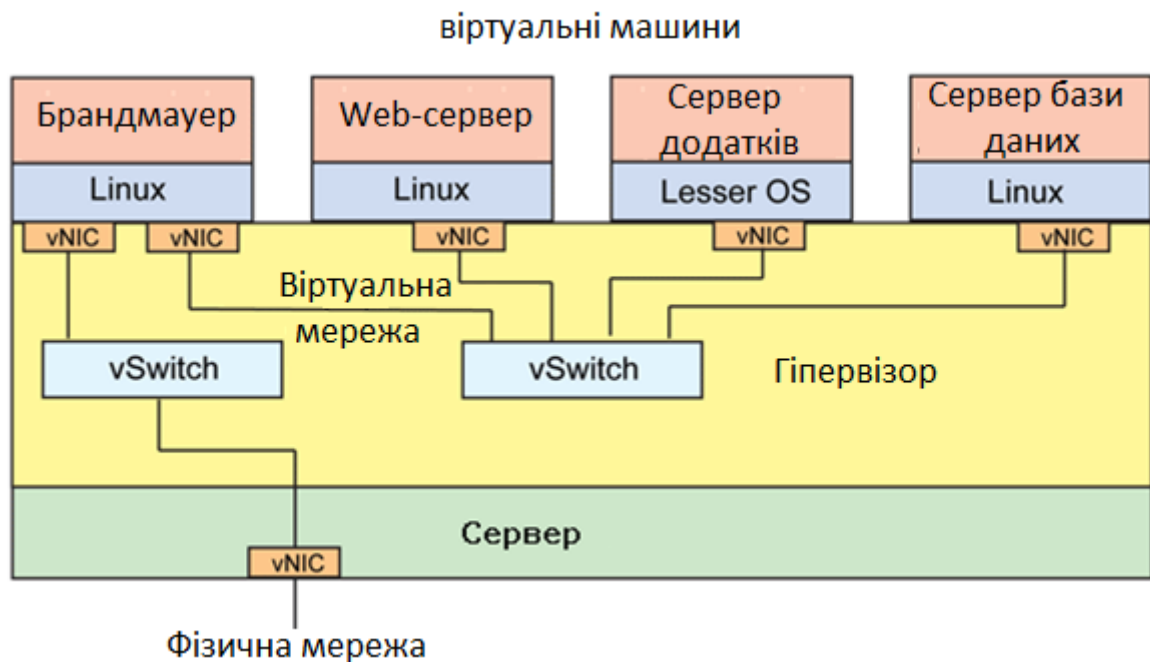 віртуальні машини
Брандмауер
Web-сервер
Сервер
додатків
Сервер бази
даних
Linux
Linux
Lesser OS
Linux
vNIC
vNIC
vNIC
vNIC
vNIC
Віртуальна
мережа
vSwitch
vSwitch
Гіпервізор
Сервер
vNIC
Фізична мережа